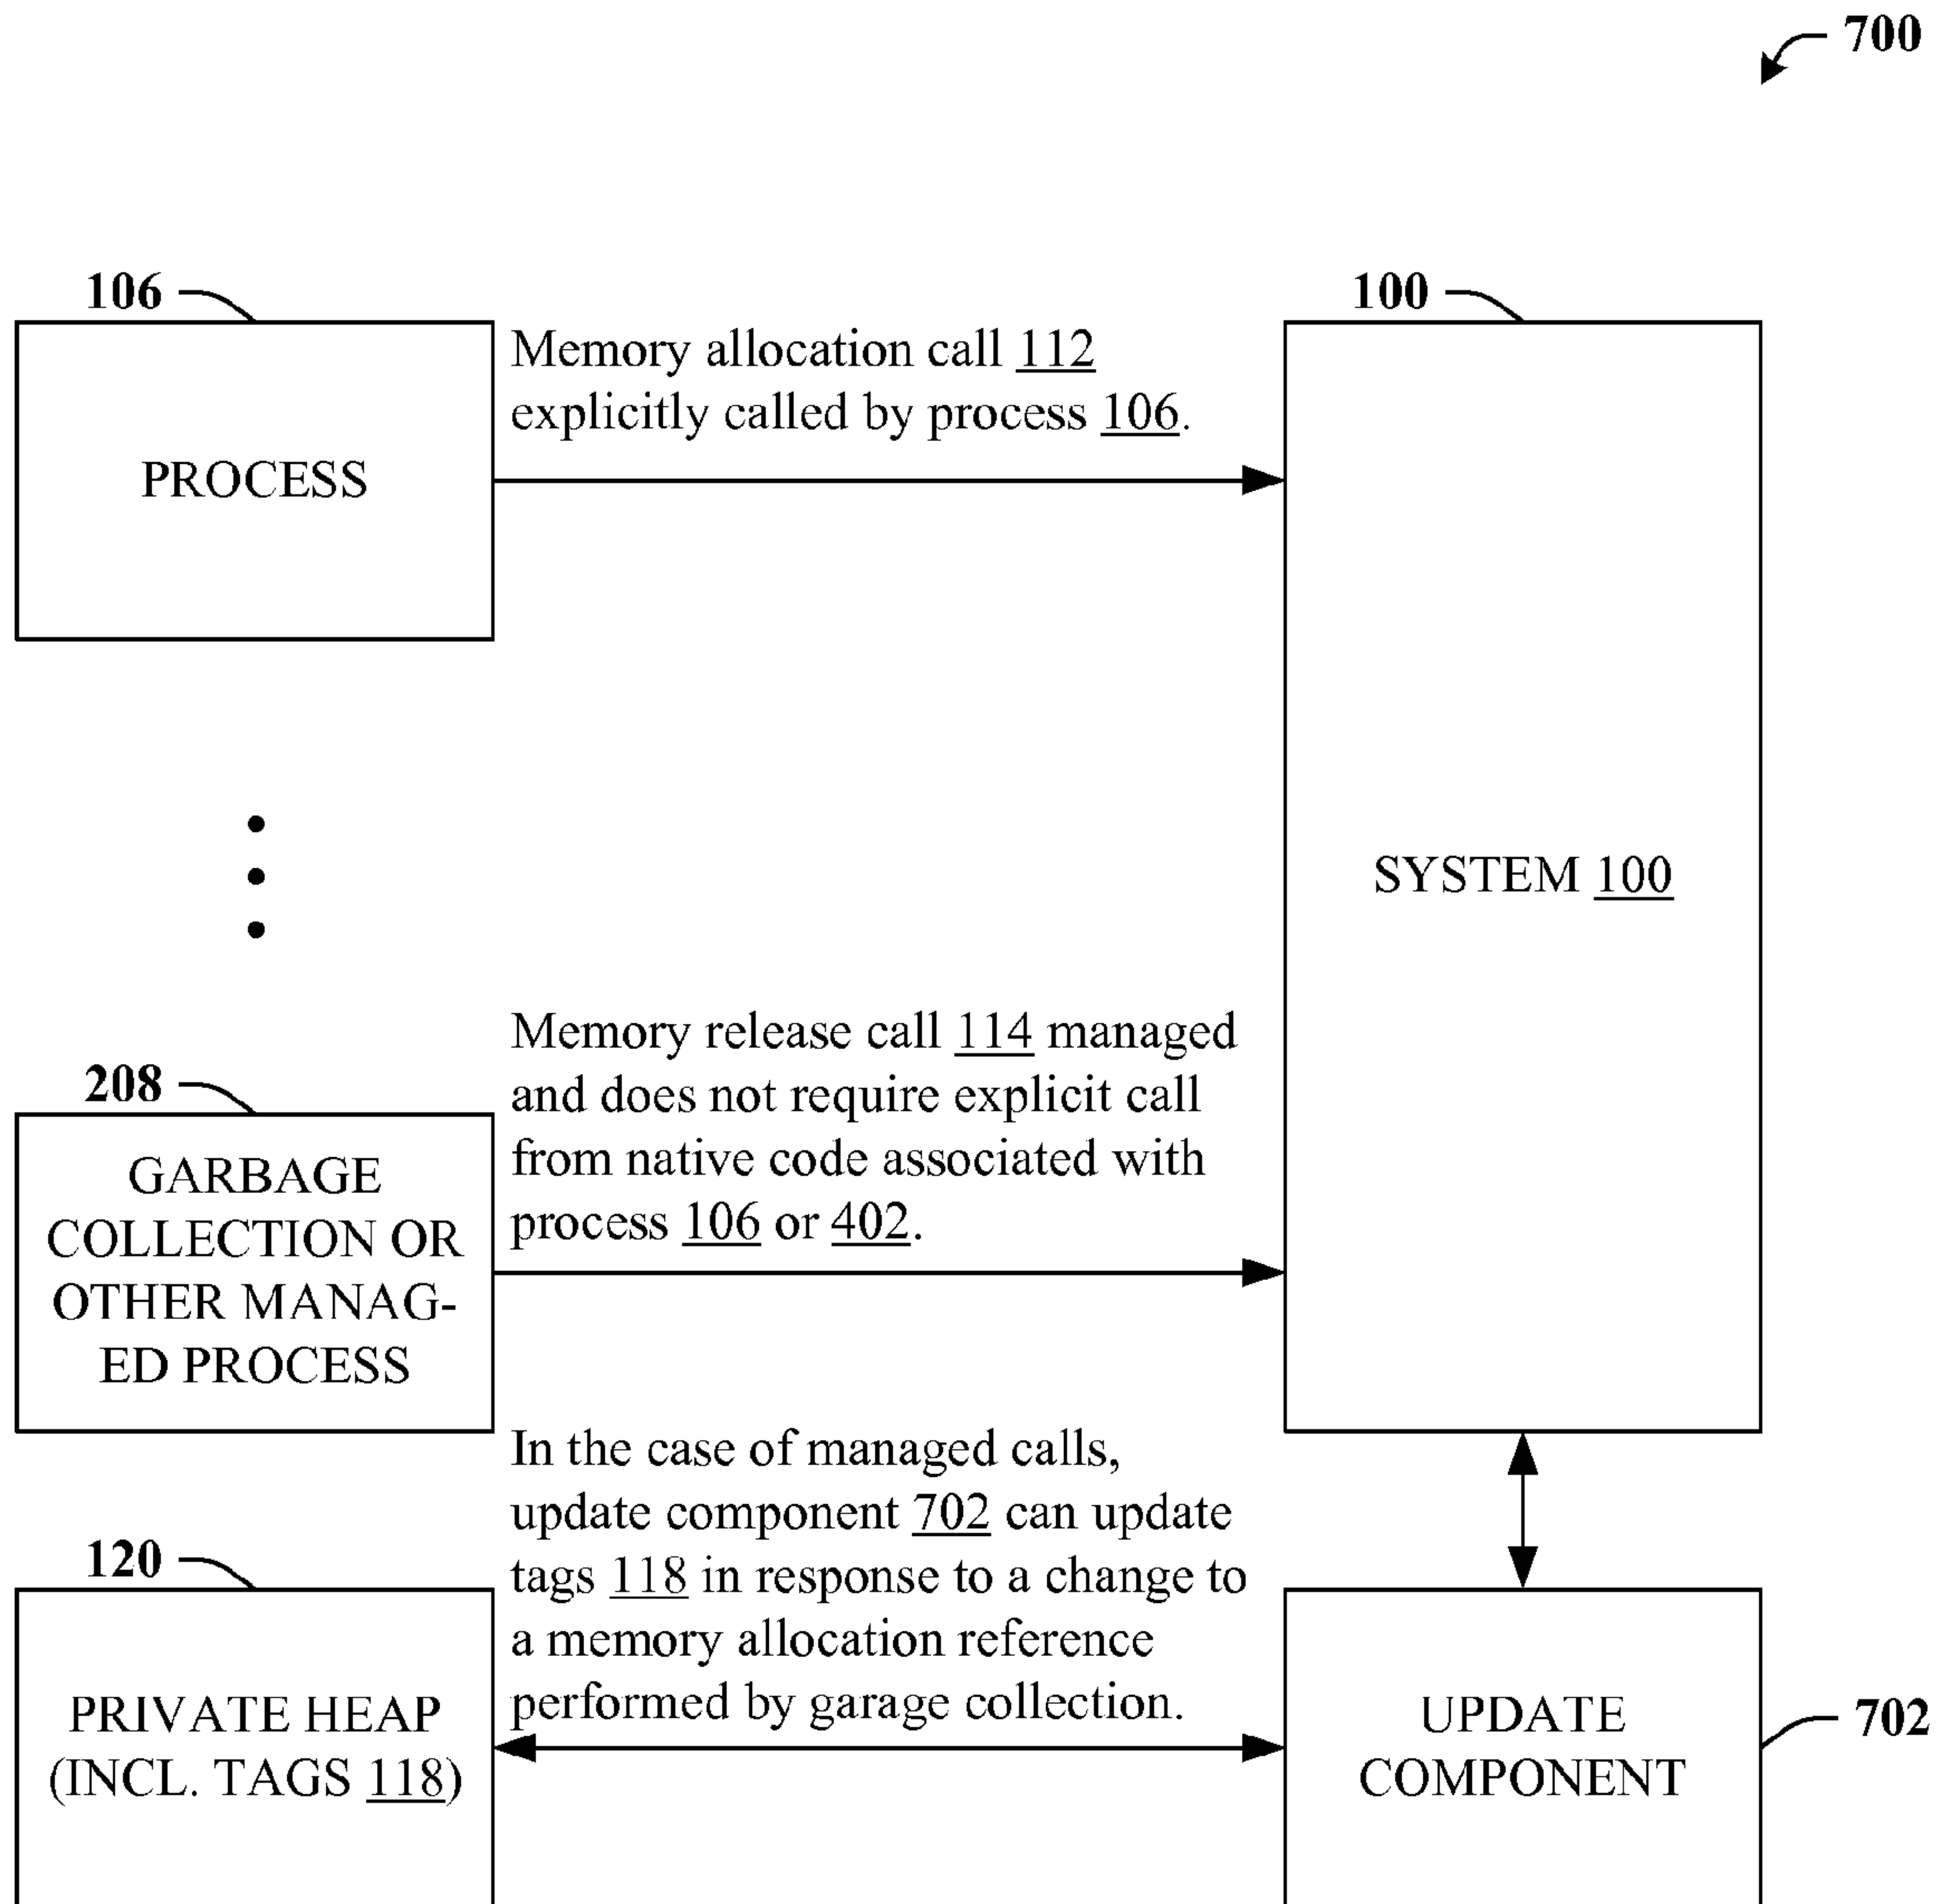 700
106
100
Memory allocation call 112
explicitly called by process 106.
PROCESS
SYSTEM 100
Memory release call 114 managed
and does not require explicit call
from native code associated with
process 106 or 402.
208
GARBAGE
COLLECTION OR
OTHER MANAG-
ED PROCESS
In the case of managed calls,
update component 702 can update
tags 118 in response to a change to
a memory allocation reference
performed by garage collection.
120
PRIVATE HEAP
(INCL. TAGS 118)
UPDATE
COMPONENT
702